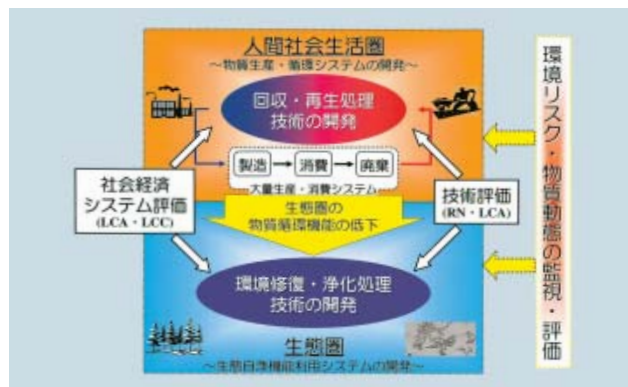 人間社会生活圏
～物質生産・循環システムの開発～
回収・再生処理
技術の開発
製造
消費
廃棄
大量生産・消費システム
社会経済
システム評価
(LCA・LCC)
技術評価
(RN・LCA)
生態圏の
物質循環機能の低下
環境修復・浄化処理
技術の開発
生態圏
～生態自浄機能利用システムの開発～
環境リスク・物質動態の監視・評価